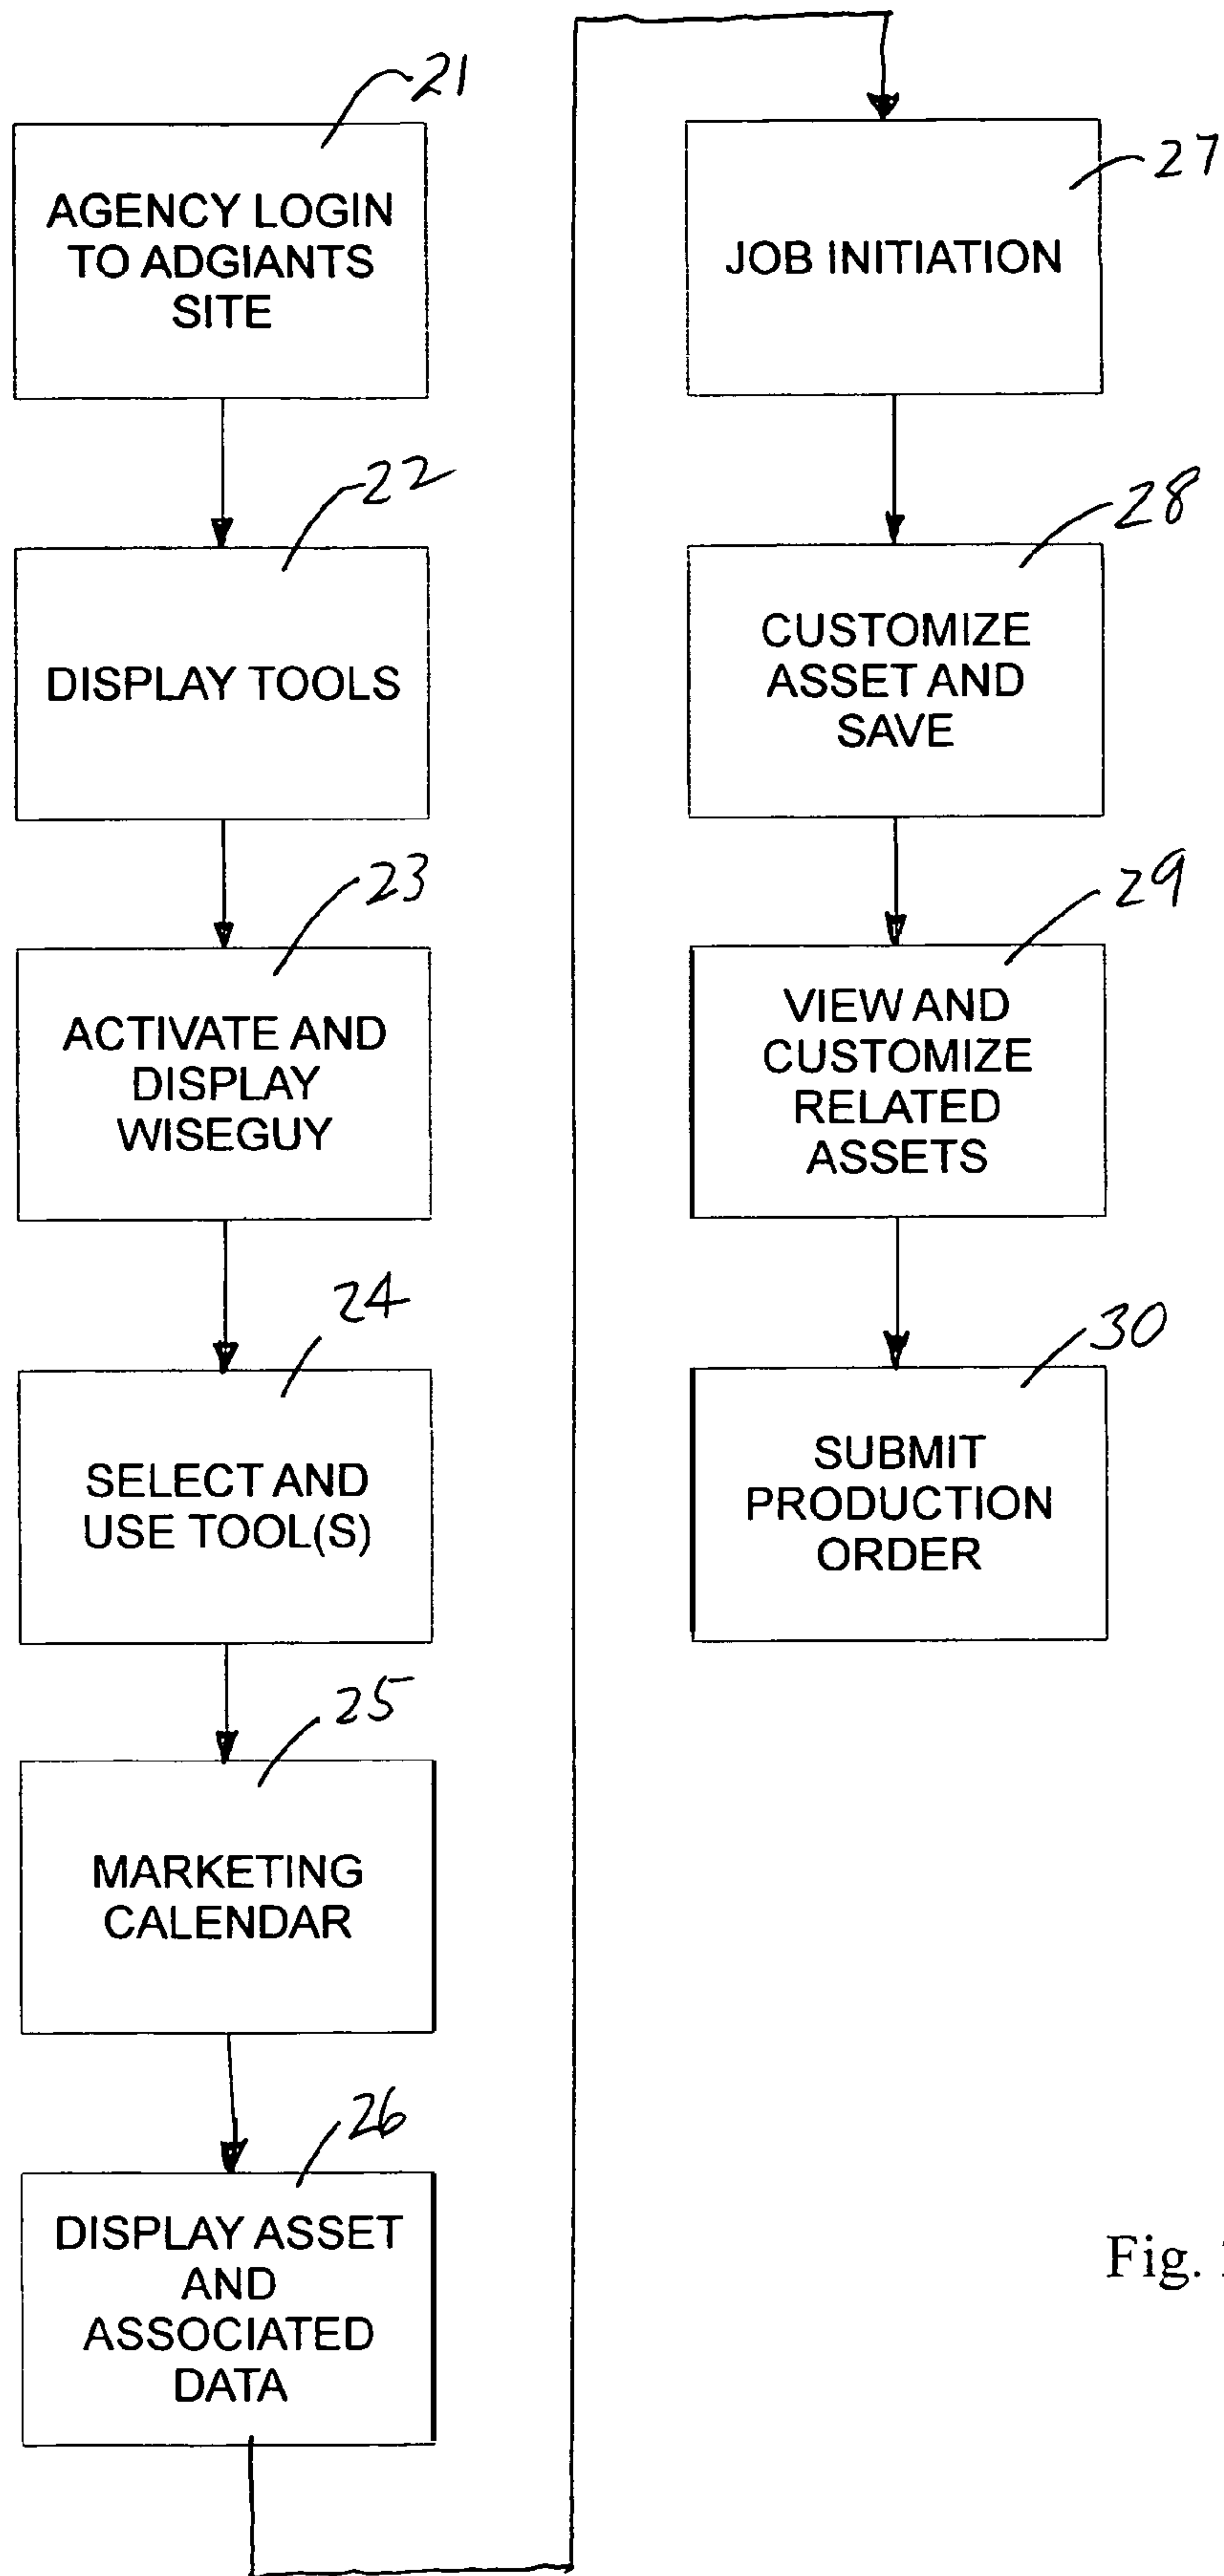 21
AGENCY LOGIN
TO ADGIANTS
SITE
22
DISPLAY TOOLS
23
ACTIVATE AND
DISPLAY
WISEGUY
24
SELECT AND
USE TOOL(S)
25
MARKETING
CALENDAR
26
DISPLAY ASSET
AND
ASSOCIATED
DATA
27
JOB INITIATION
28
CUSTOMIZE
ASSET AND
SAVE
29
VIEW AND
CUSTOMIZE
RELATED
ASSETS
30
SUBMIT
PRODUCTION
ORDER
Fig.